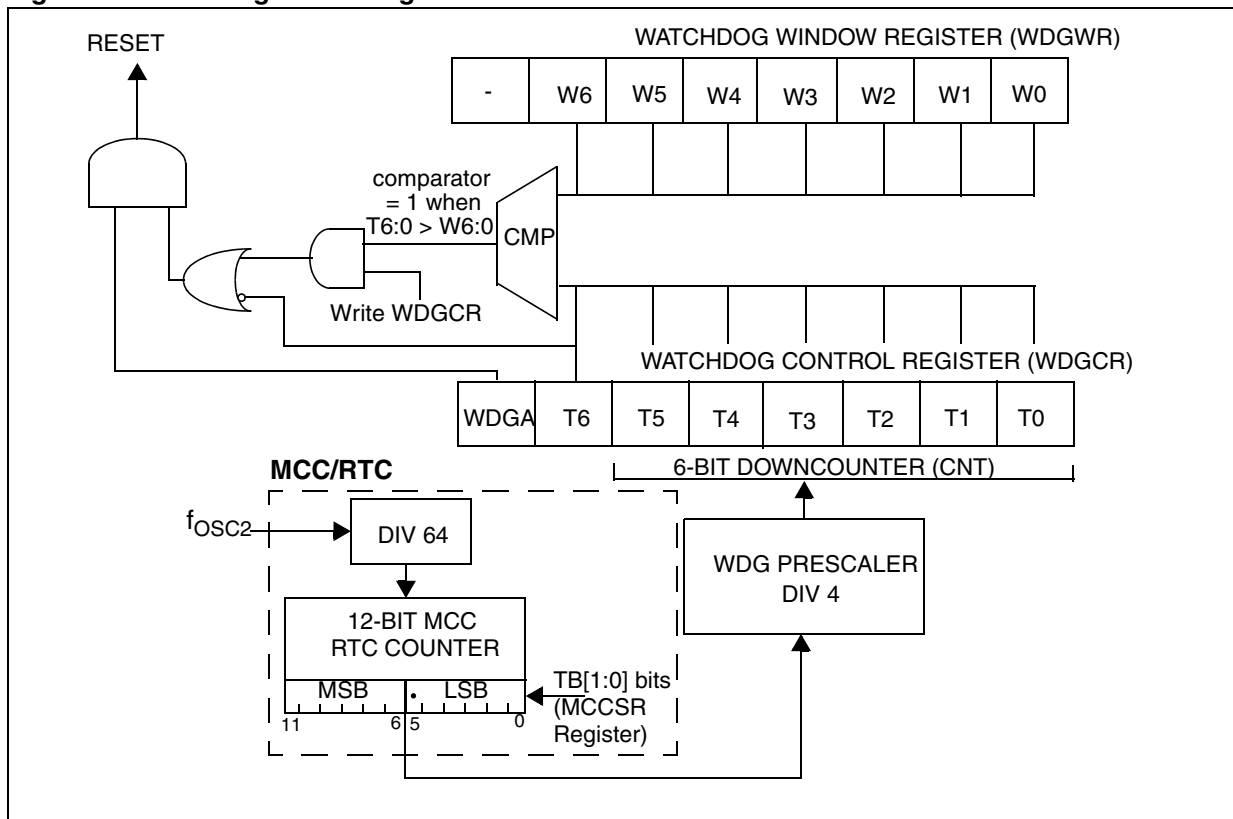 RESET
WATCHDOG WINDOW REGISTER (WDGWR)
- W6 W5 W4 W3 W2 W1 W0
comparator
= 1 when
T6:0 > W6:0
CMP
Write WDGCR
WATCHDOG CONTROL REGISTER (WDGCR)
WDGA T6 T5 T4 T3 T2 T1 T0
6-BIT DOWNCOUNTER (CNT)
MCC/RTC
fOSC2
DIV 64
WDG PRESCALER
DIV 4
12-BIT MCC
RTC COUNTER
MSB LSB
11 6 5 0
TB[1:0] bits
(MCCSR
Register)